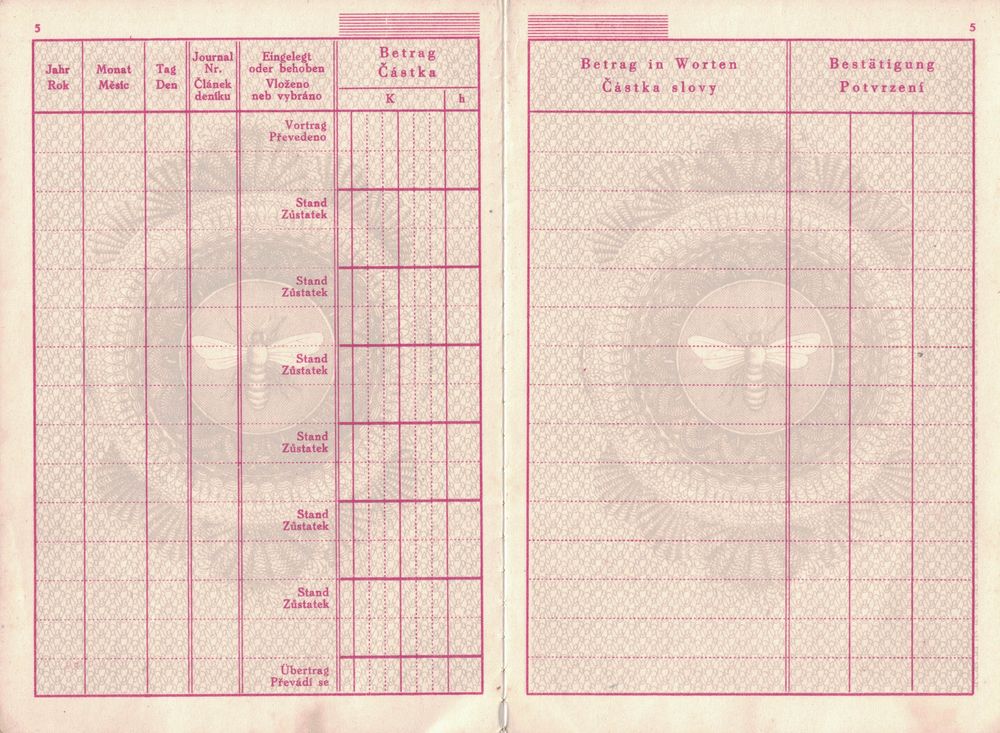 5
Jahr
Rok
Monat
Měsíc
Tag
Den
Journal
Nr.
Článek
deníku
Eingelegt
oder behoben
Vloženo
neb vybráno
Betrag
Částka
K
h
Vortrag
Převedeno
Stand
Zůstatek
Stand
Zůstatek
Stand
Zůstatek
Stand
Zůstatek
Stand
Zůstatek
Stand
Zůstatek
Übertrag
Převádí se
5
Betrag in Worten
Částka slovy
Bestätigung
Potvrzení